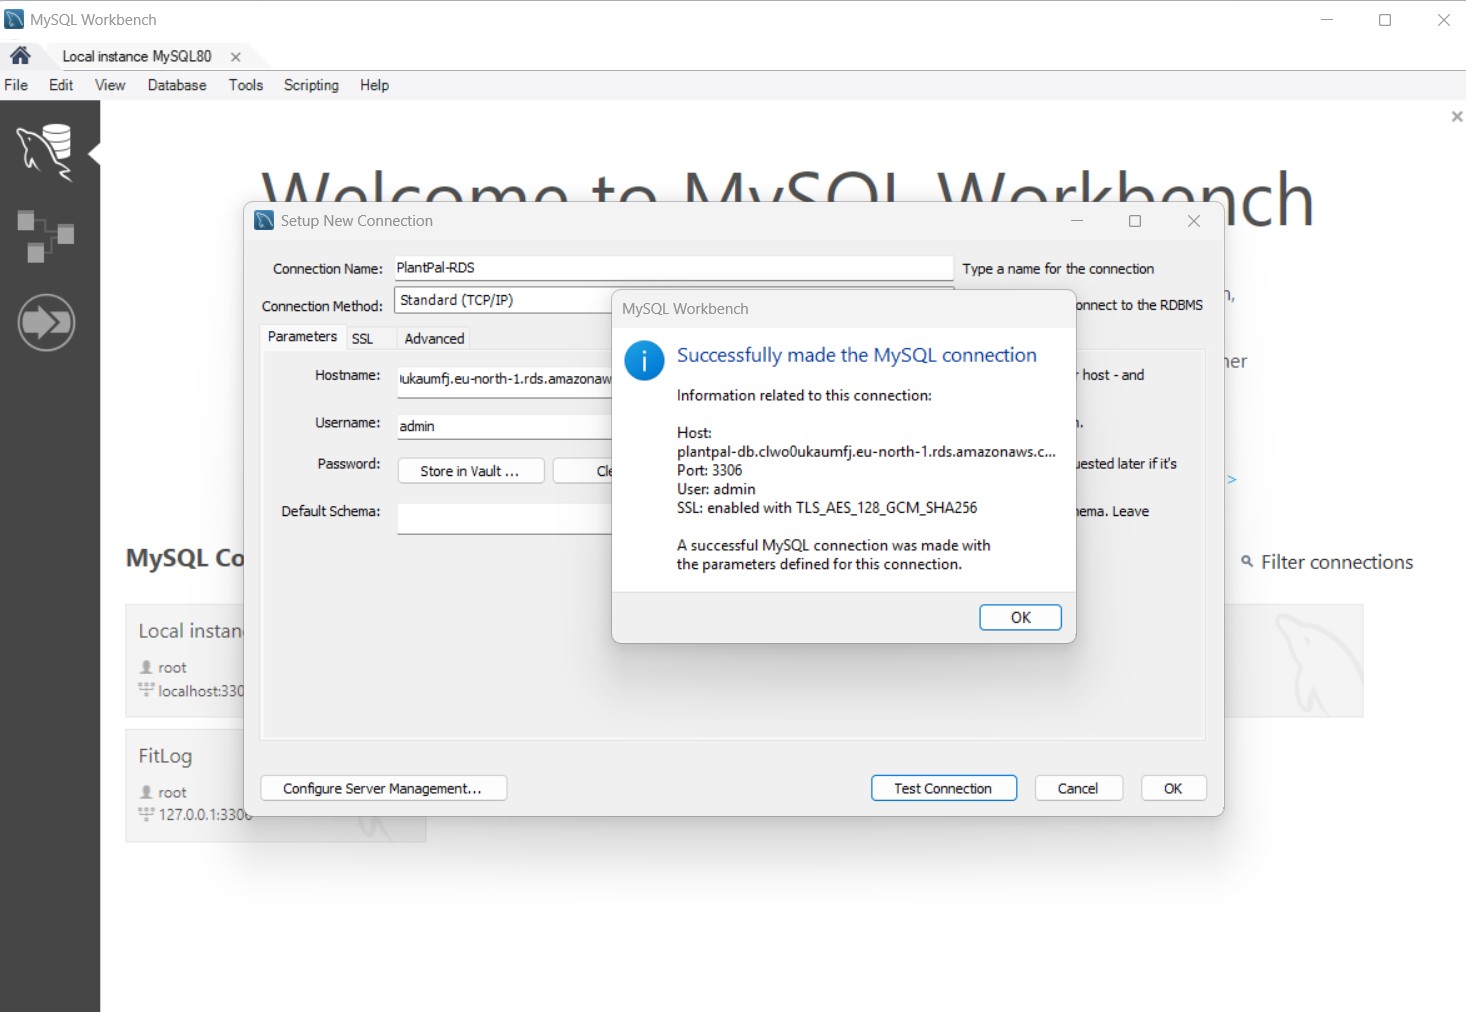 MySQL Workbench
Local instance MySQL80
File Edit View Database Tools Scripting Help
Welcome to MySQL Workbench
Setup New Connection
Connection Name: PlantPal-RDS Type a name for the connection
Connection Method: Standard (TCP/IP) onnect to the RDBMS
Parameters SSL Advanced
Hostname: ukaumfj.eu-north-1.rds.amazonaw host - and
Username: admin
Password: Store in Vault ... Cle uested later if it's
Default Schema: ema. Leave
MySQL Workbench
Successfully made the MySQL connection
Information related to this connection:
Host:
plantpal-db.clwo0ukaumfj.eu-north-1.rds.amazonaws.c...
Port: 3306
User: admin
SSL: enabled with TLS_AES_128_GCM_SHA256
A successful MySQL connection was made with
the parameters defined for this connection.
OK
Configure Server Management... Test Connection Cancel OK
n,
her
>
MySQL Co
Filter connections
Local instan
root
localhost:330
FitLog
root
127.0.0.1:3306